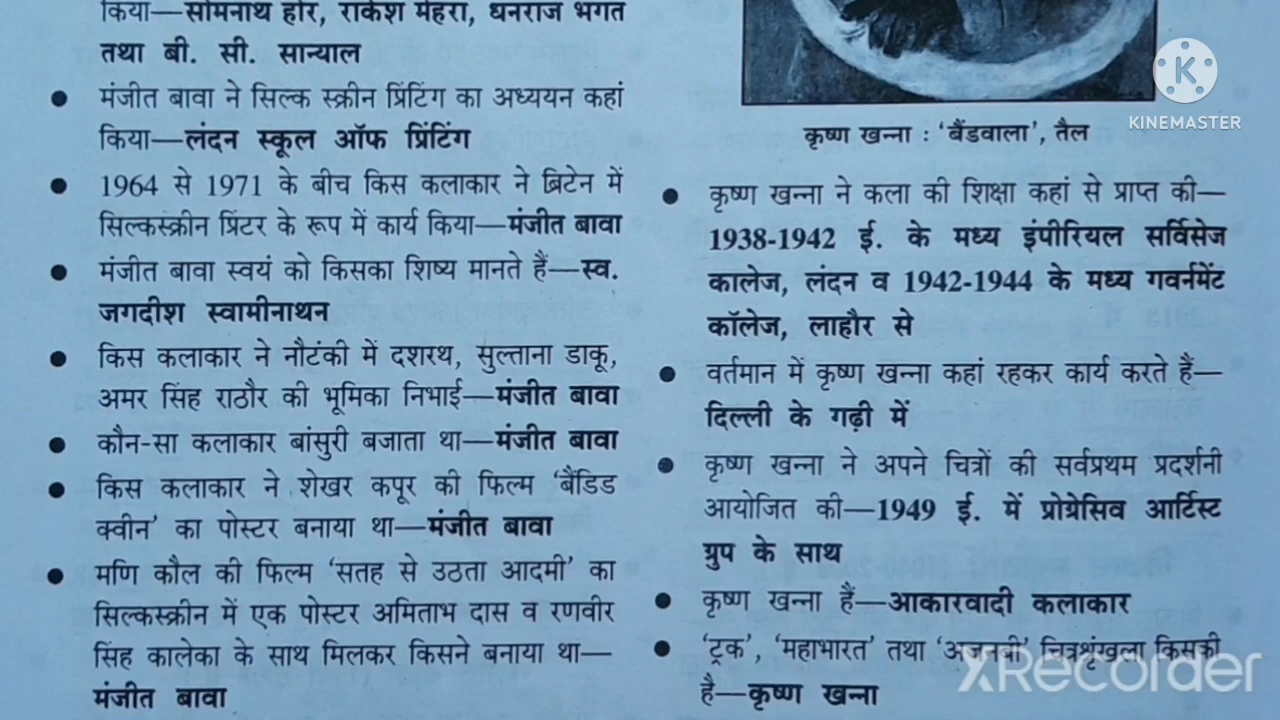 किया—सोमनाथ होर, राकेश मेहरा, धनराज भगत
तथा बी. सी. सान्याल
● मंजीत बावा ने सिल्क स्क्रीन प्रिंटिंग का अध्ययन कहां
किया—लंदन स्कूल ऑफ प्रिंटिंग
● 1964 से 1971 के बीच किस कलाकार ने ब्रिटेन में
सिल्कस्क्रीन प्रिंटर के रूप में कार्य किया—मंजीत बावा
● मंजीत बावा स्वयं को किसका शिष्य मानते हैं—स्व.
जगदीश स्वामीनाथन
● किस कलाकार ने नौटंकी में दशरथ, सुल्ताना डाकू,
अमर सिंह राठौर की भूमिका निभाई—मंजीत बावा
● कौन-सा कलाकार बांसुरी बजाता था—मंजीत बावा
● किस कलाकार ने शेखर कपूर की फिल्म ‘बैंडिड
क्वीन’ का पोस्टर बनाया था—मंजीत बावा
● मणि कौल की फिल्म ‘सतह से उठता आदमी’ का
सिल्कस्क्रीन में एक पोस्टर अमिताभ दास व रणवीर
सिंह कालेका के साथ मिलकर किसने बनाया था—
मंजीत बावा
कृष्ण खन्ना : ‘बैंडवाला’, तैल
● कृष्ण खन्ना ने कला की शिक्षा कहां से प्राप्त की—
1938-1942 ई. के मध्य इंपीरियल सर्विसेज
कालेज, लंदन व 1942-1944 के मध्य गवर्नमेंट
कॉलेज, लाहौर से
● वर्तमान में कृष्ण खन्ना कहां रहकर कार्य करते हैं—
दिल्ली के गढ़ी में
● कृष्ण खन्ना ने अपने चित्रों की सर्वप्रथम प्रदर्शनी
आयोजित की—1949 ई. में प्रोग्रेसिव आर्टिस्ट
ग्रुप के साथ
● कृष्ण खन्ना हैं—आकारवादी कलाकार
● ‘ट्रक’, ‘महाभारत’ तथा ‘अजनबी’ चित्रशृंखला किसकी
है—कृष्ण खन्ना
K
KINEMASTER
XRecorder